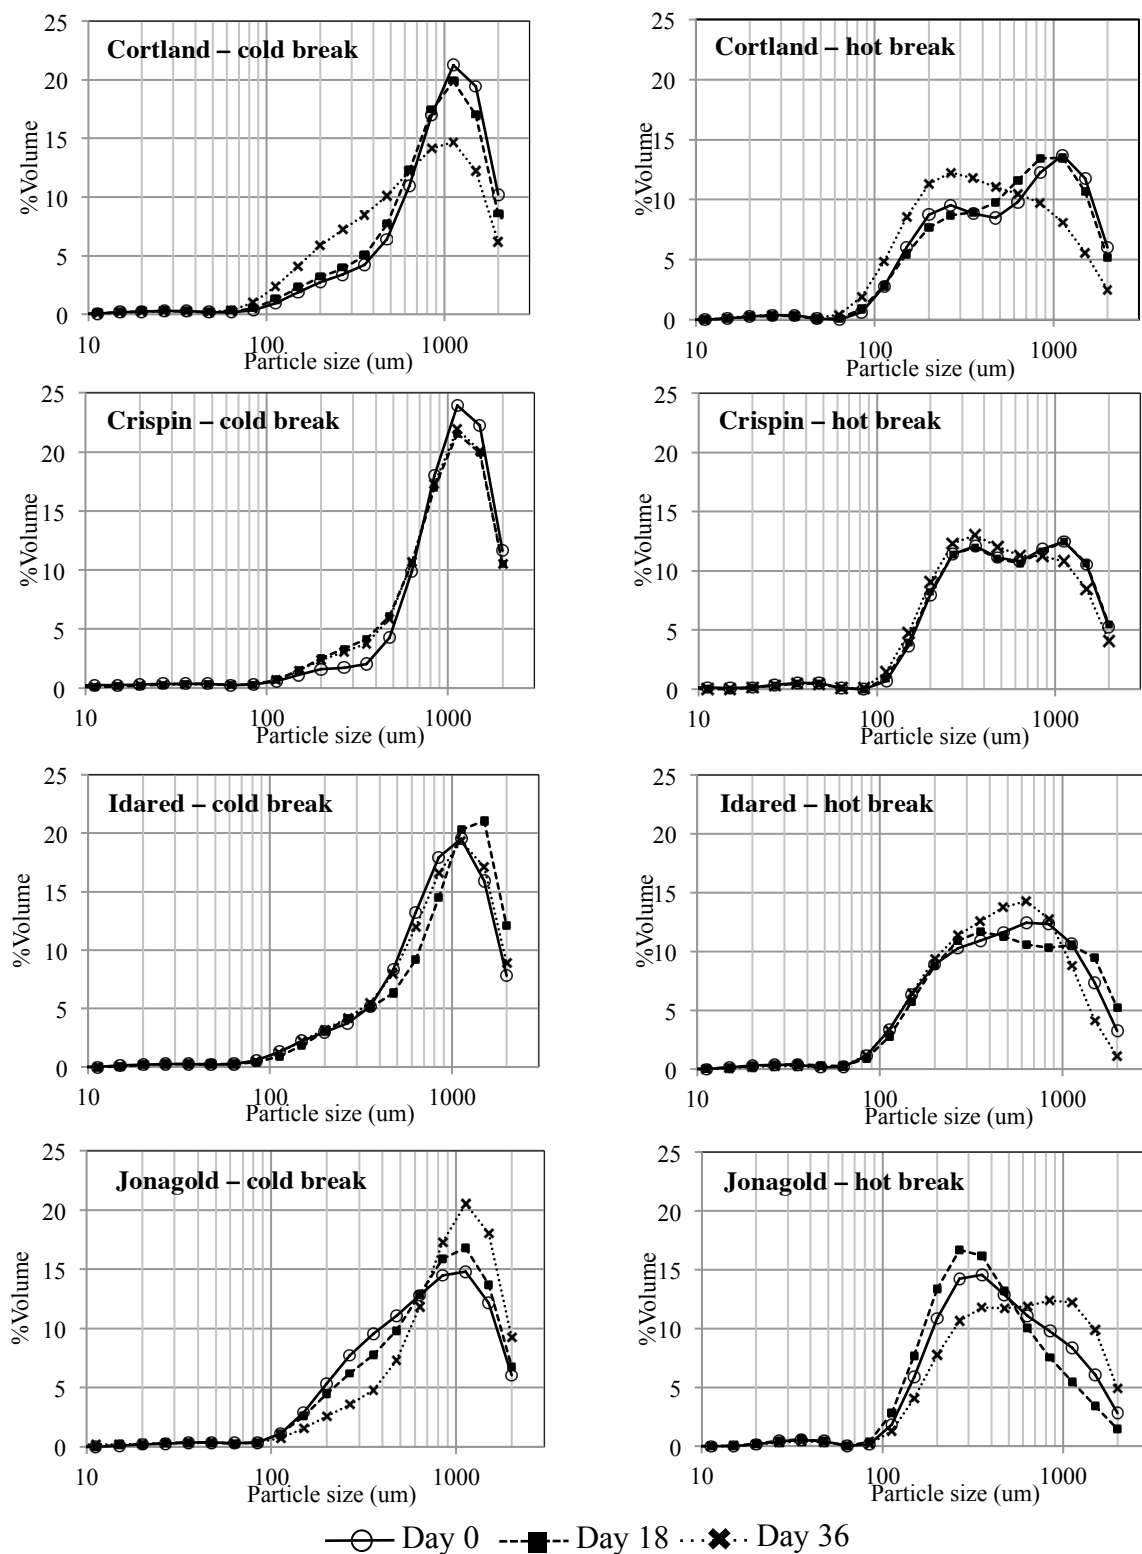 Cortland – cold break
25
20
15
10
5
0
%Volume
10
100
1000
Particle size (um)
Cortland – hot break
25
20
15
10
5
0
%Volume
10
100
1000
Particle size (um)
Crispin – cold break
25
20
15
10
5
0
%Volume
10
100
1000
Particle size (um)
Crispin – hot break
25
20
15
10
5
0
%Volume
10
100
1000
Particle size (um)
Idared – cold break
25
20
15
10
5
0
%Volume
10
100
1000
Particle size (um)
Idared – hot break
25
20
15
10
5
0
%Volume
10
100
1000
Particle size (um)
Jonagold – cold break
25
20
15
10
5
0
%Volume
10
100
1000
Particle size (um)
Jonagold – hot break
25
20
15
10
5
0
%Volume
10
100
1000
Particle size (um)
Day 0 Day 18 Day 36